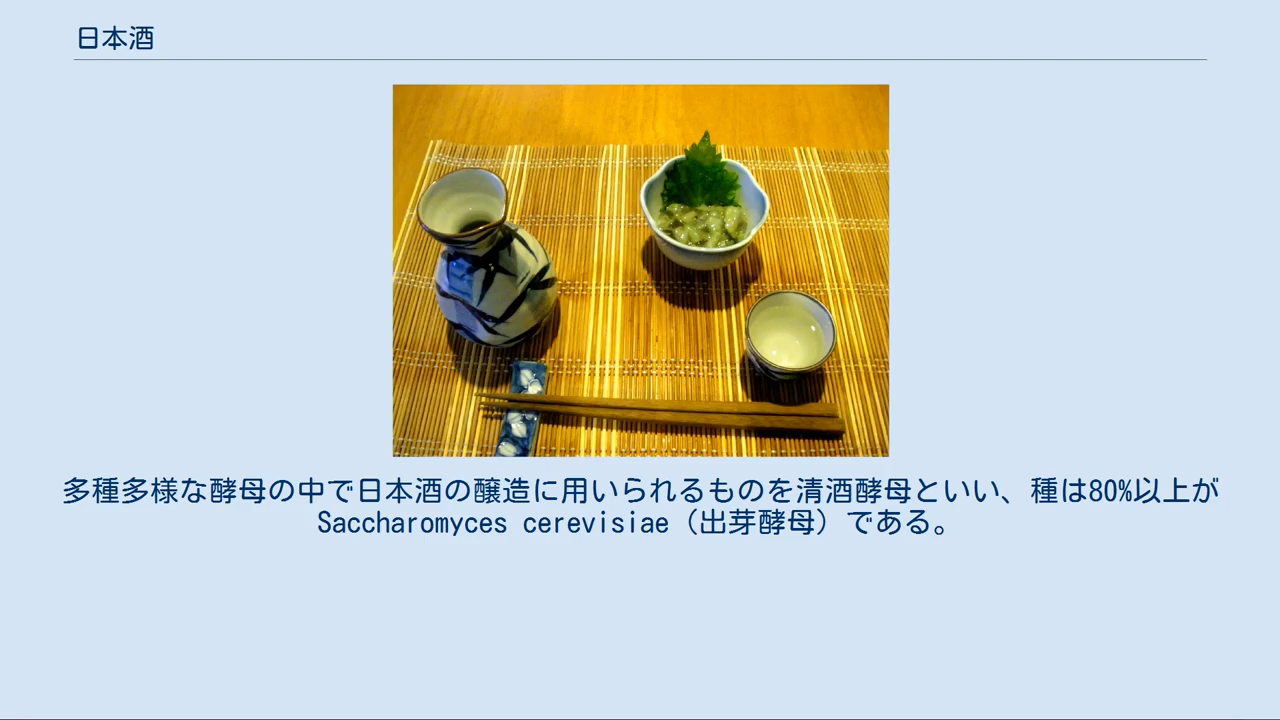 日本酒
多種多様な酵母の中で日本酒の醸造に用いられるものを清酒酵母といい、種は80%以上が
Saccharomyces cerevisiae（出芽酵母）である。